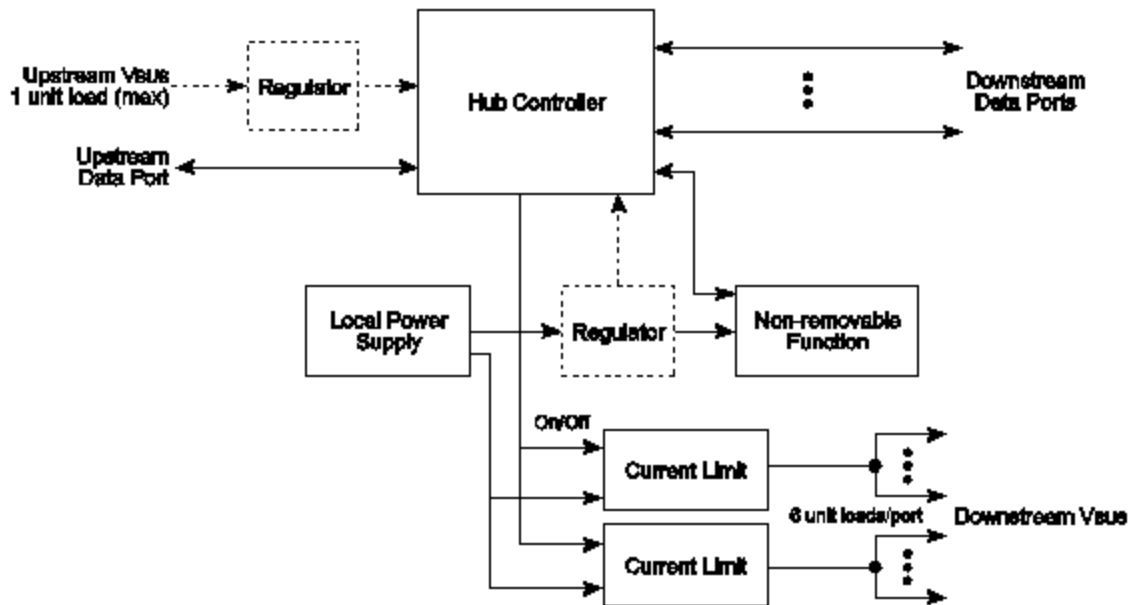 Upstream VBUS
1 unit load (max)
Regulator
Hub Controller
Downstream
Data Ports
Upstream
Data Port
Local Power
Supply
Regulator
Non-removable
Function
On/Off
Current Limit
6 unit loads/port
Downstream VBUS
Current Limit